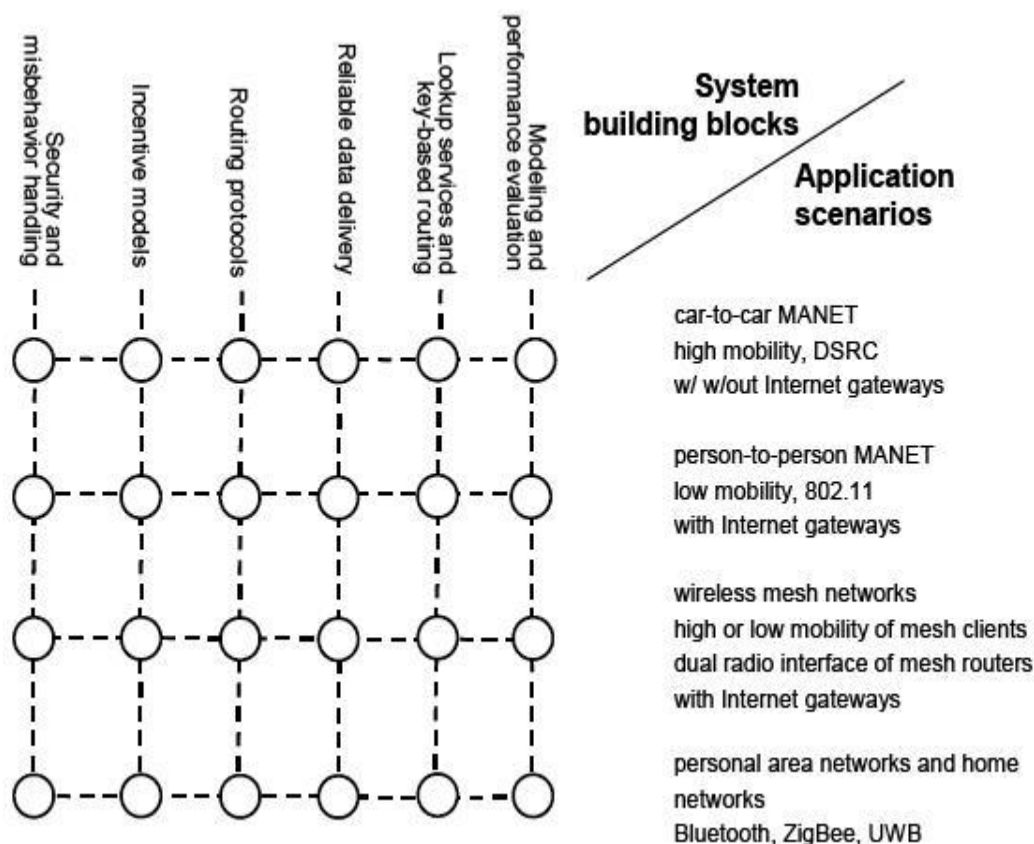 Security and
misbehavior handling
Incentive models
Routing protocols
Reliable data delivery
Lookup services and
key-based routing
Modeling and
performance evaluation
System
building blocks
Application
scenarios
car-to-car MANET
high mobility, DSRC
w/ w/out Internet gateways
person-to-person MANET
low mobility, 802.11
with Internet gateways
wireless mesh networks
high or low mobility of mesh clients
dual radio interface of mesh routers
with Internet gateways
personal area networks and home
networks
Bluetooth, ZigBee, UWB